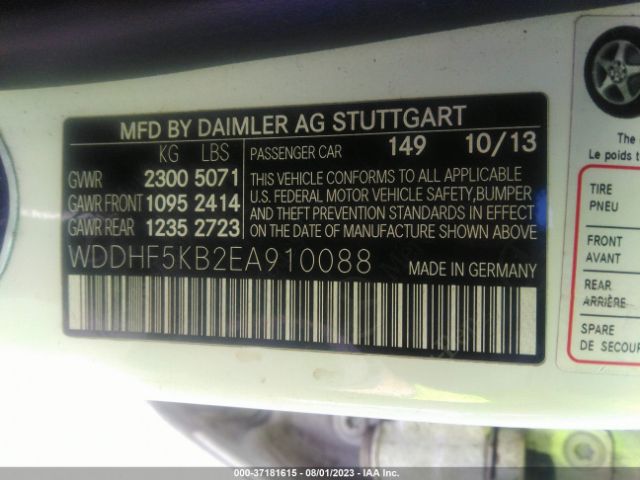 MFD BY DAIMLER AG STUTTGART
KG LBS
GVWR 2300 5071
GAWR FRONT 1095 2414
GAWR REAR 1235 2723
PASSENGER CAR 149 10/13
THIS VEHICLE CONFORMS TO ALL APPLICABLE
U.S. FEDERAL MOTOR VEHICLE SAFETY,BUMPER
AND THEFT PREVENTION STANDARDS IN EFFECT
ON THE DATE OF MANUFACTURE SHOWN ABOVE
WDDHF5KB2EA910088 MADE IN GERMANY
The
Le poids
TIRE
PNEU
FRONT
AVANT
REAR
ARRIÈRE
SPARE
DE SECOUR
000-37181615 - 08/01/2023 - IAA Inc.